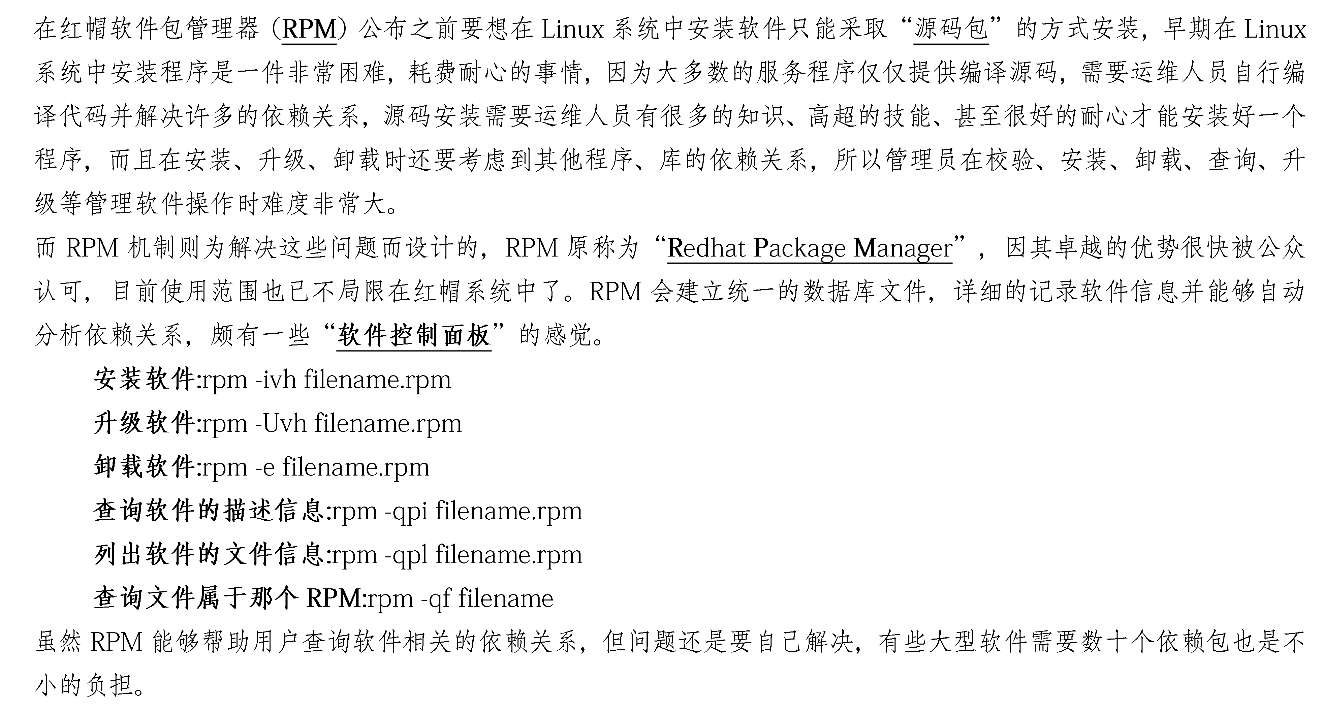 在红帽软件包管理器 (RPM) 公布之前要想在 Linux 系统中安装软件只能采取“源码包”的方式安装，早期在 Linux
系统中安装程序是一件非常困难，耗费耐心的事情，因为大多数的服务程序仅仅提供编译源码，需要运维人员自行编
译代码并解决许多的依赖关系，源码安装需要运维人员有很多的知识、高超的技能、甚至很好的耐心才能安装好一个
程序，而且在安装、升级、卸载时还要考虑到其他程序、库的依赖关系，所以管理员在校验、安装、卸载、查询、升
级等管理软件操作时难度非常大。
而 RPM 机制则为解决这些问题而设计的，RPM 原称为“Redhat Package Manager”，因其卓越的优势很快被公众
认可，目前使用范围也已不局限在红帽系统中了。RPM 会建立统一的数据库文件，详细的记录软件信息并能够自动
分析依赖关系，颇有一些“软件控制面板”的感觉。
安装软件:rpm -ivh filename.rpm
升级软件:rpm -Uvh filename.rpm
卸载软件:rpm -e filename.rpm
查询软件的描述信息:rpm -qpi filename.rpm
列出软件的文件信息:rpm -qpl filename.rpm
查询文件属于那个 RPM:rpm -qf filename
虽然 RPM 能够帮助用户查询软件相关的依赖关系，但问题还是要自己解决，有些大型软件需要数十个依赖包也是不
小的负担。